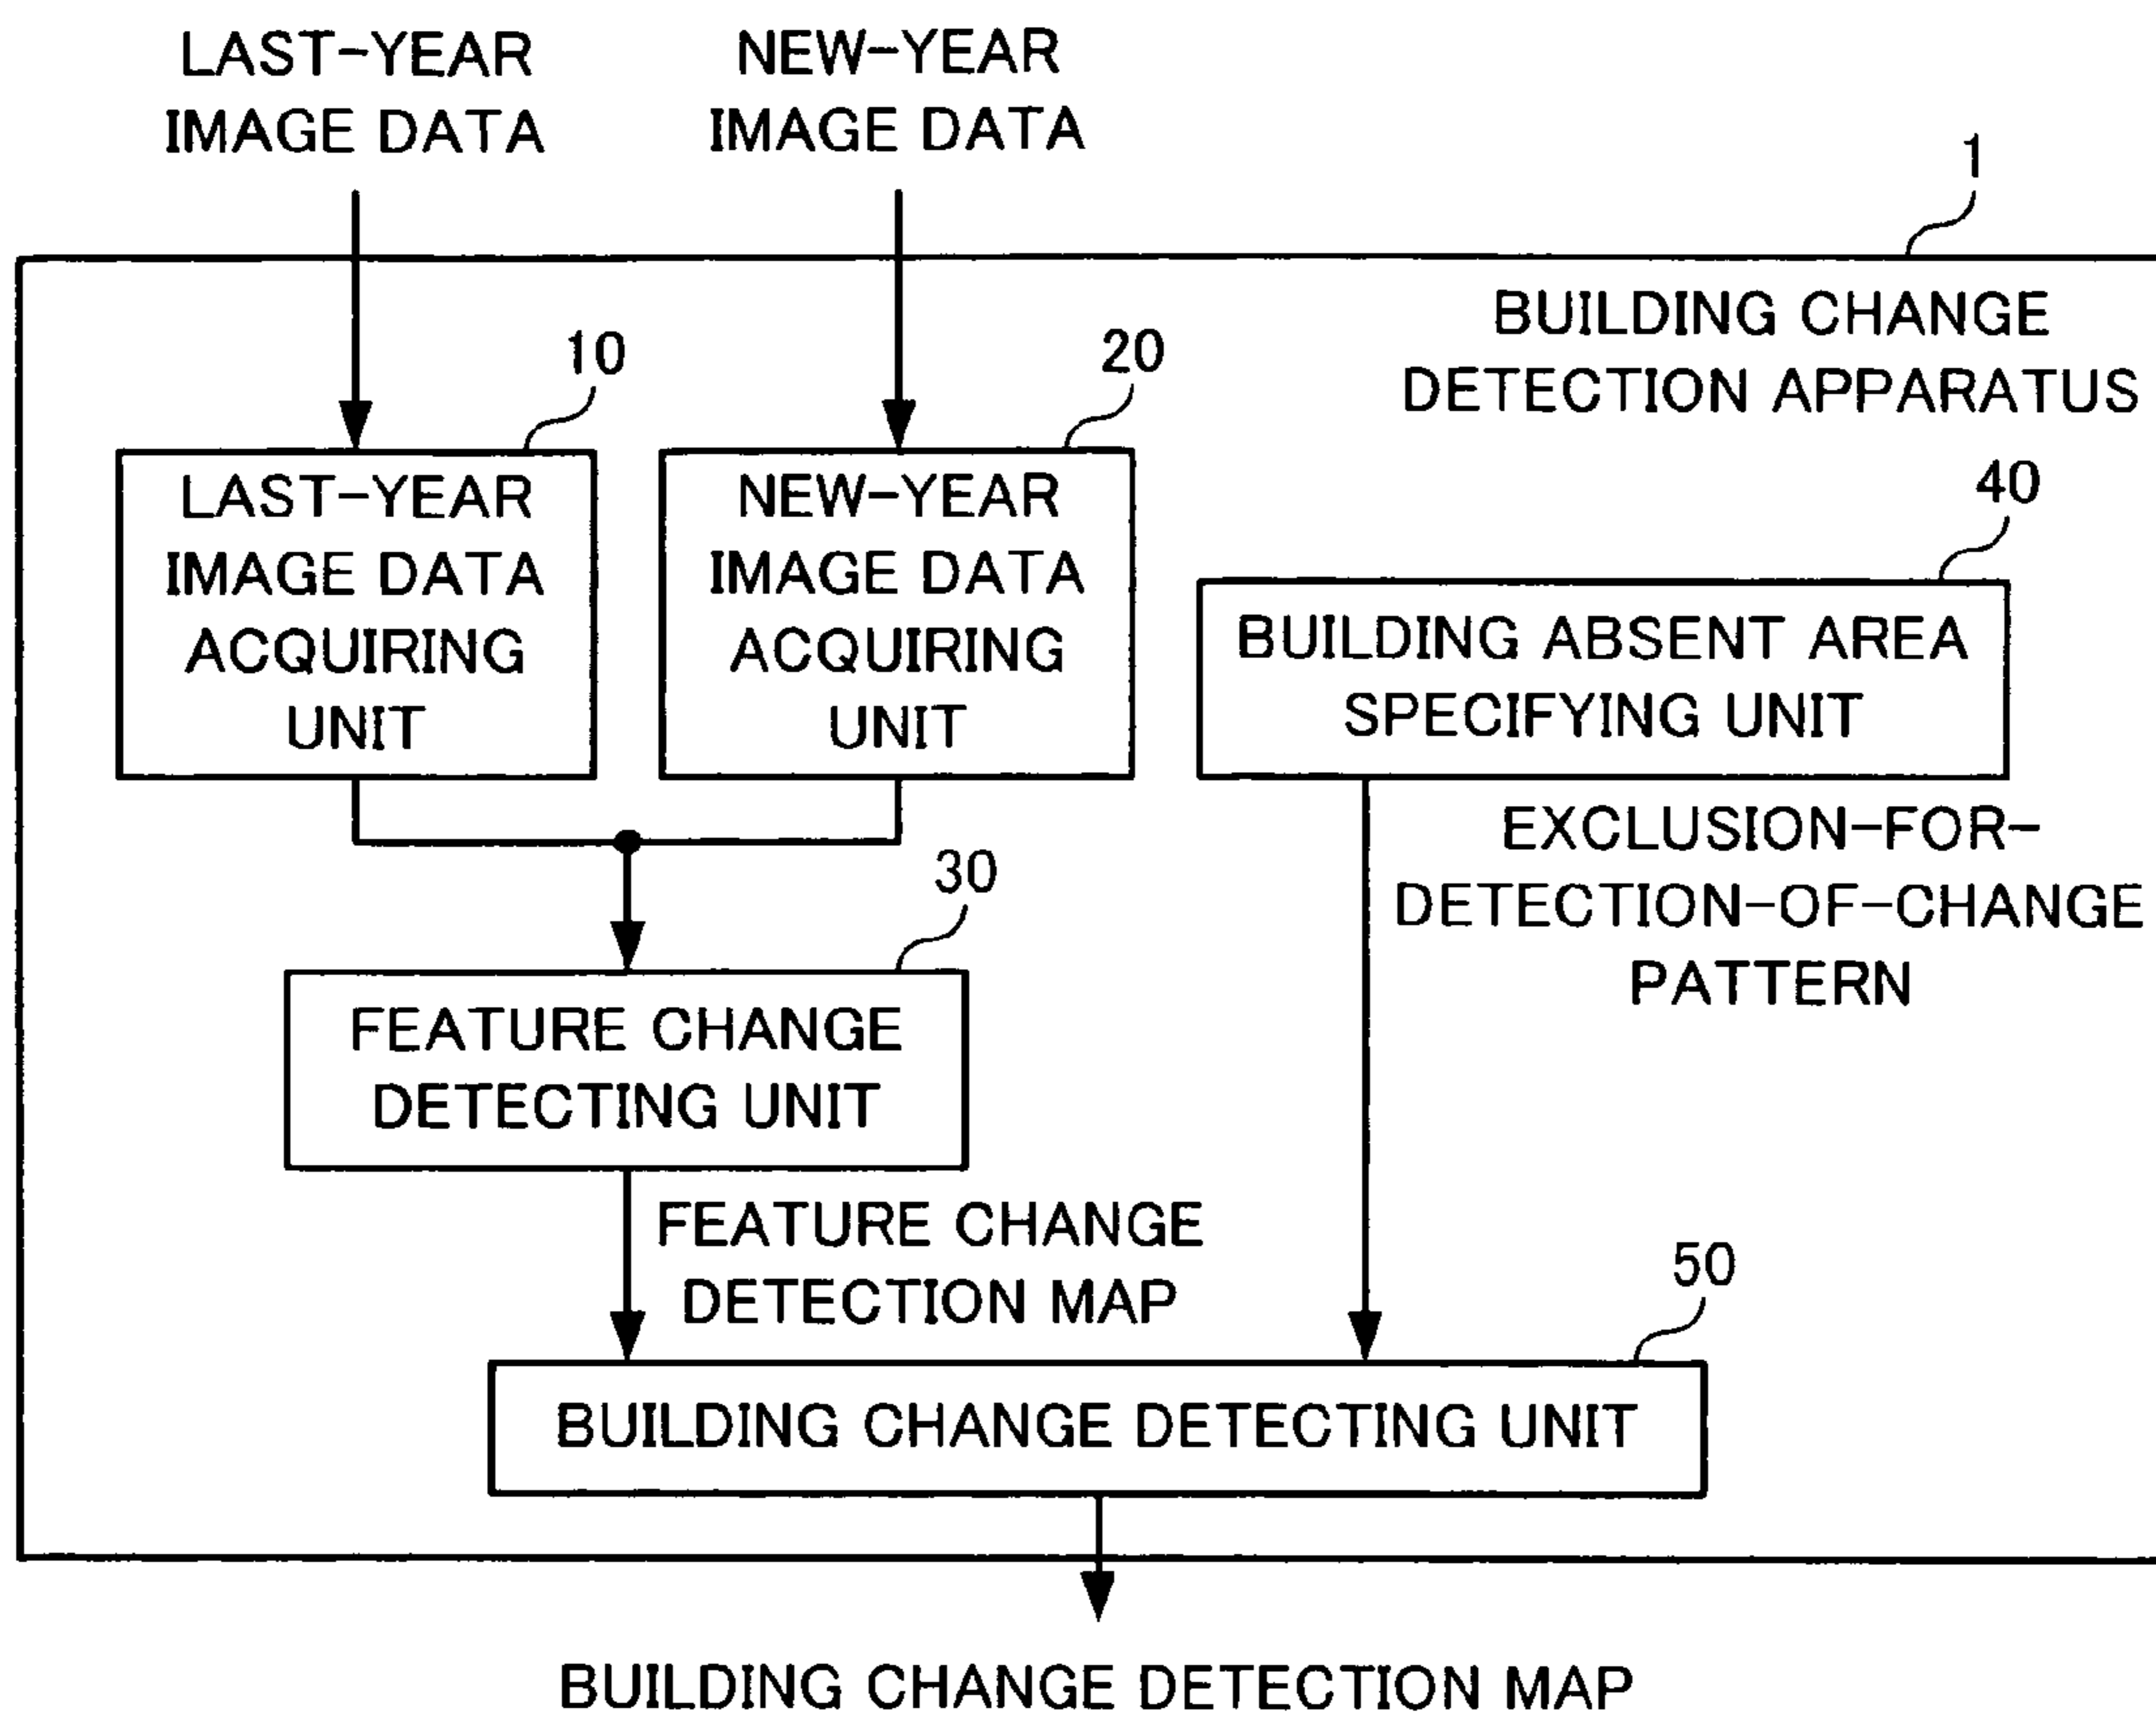 LAST-YEAR
IMAGE DATA
NEW-YEAR
IMAGE DATA
1
BUILDING CHANGE
DETECTION APPARATUS
10
LAST-YEAR
IMAGE DATA
ACQUIRING
UNIT
20
NEW-YEAR
IMAGE DATA
ACQUIRING
UNIT
40
BUILDING ABSENT AREA
SPECIFYING UNIT
EXCLUSION-FOR-
DETECTION-OF-CHANGE
PATTERN
30
FEATURE CHANGE
DETECTING UNIT
FEATURE CHANGE
DETECTION MAP
50
BUILDING CHANGE DETECTING UNIT
BUILDING CHANGE DETECTION MAP